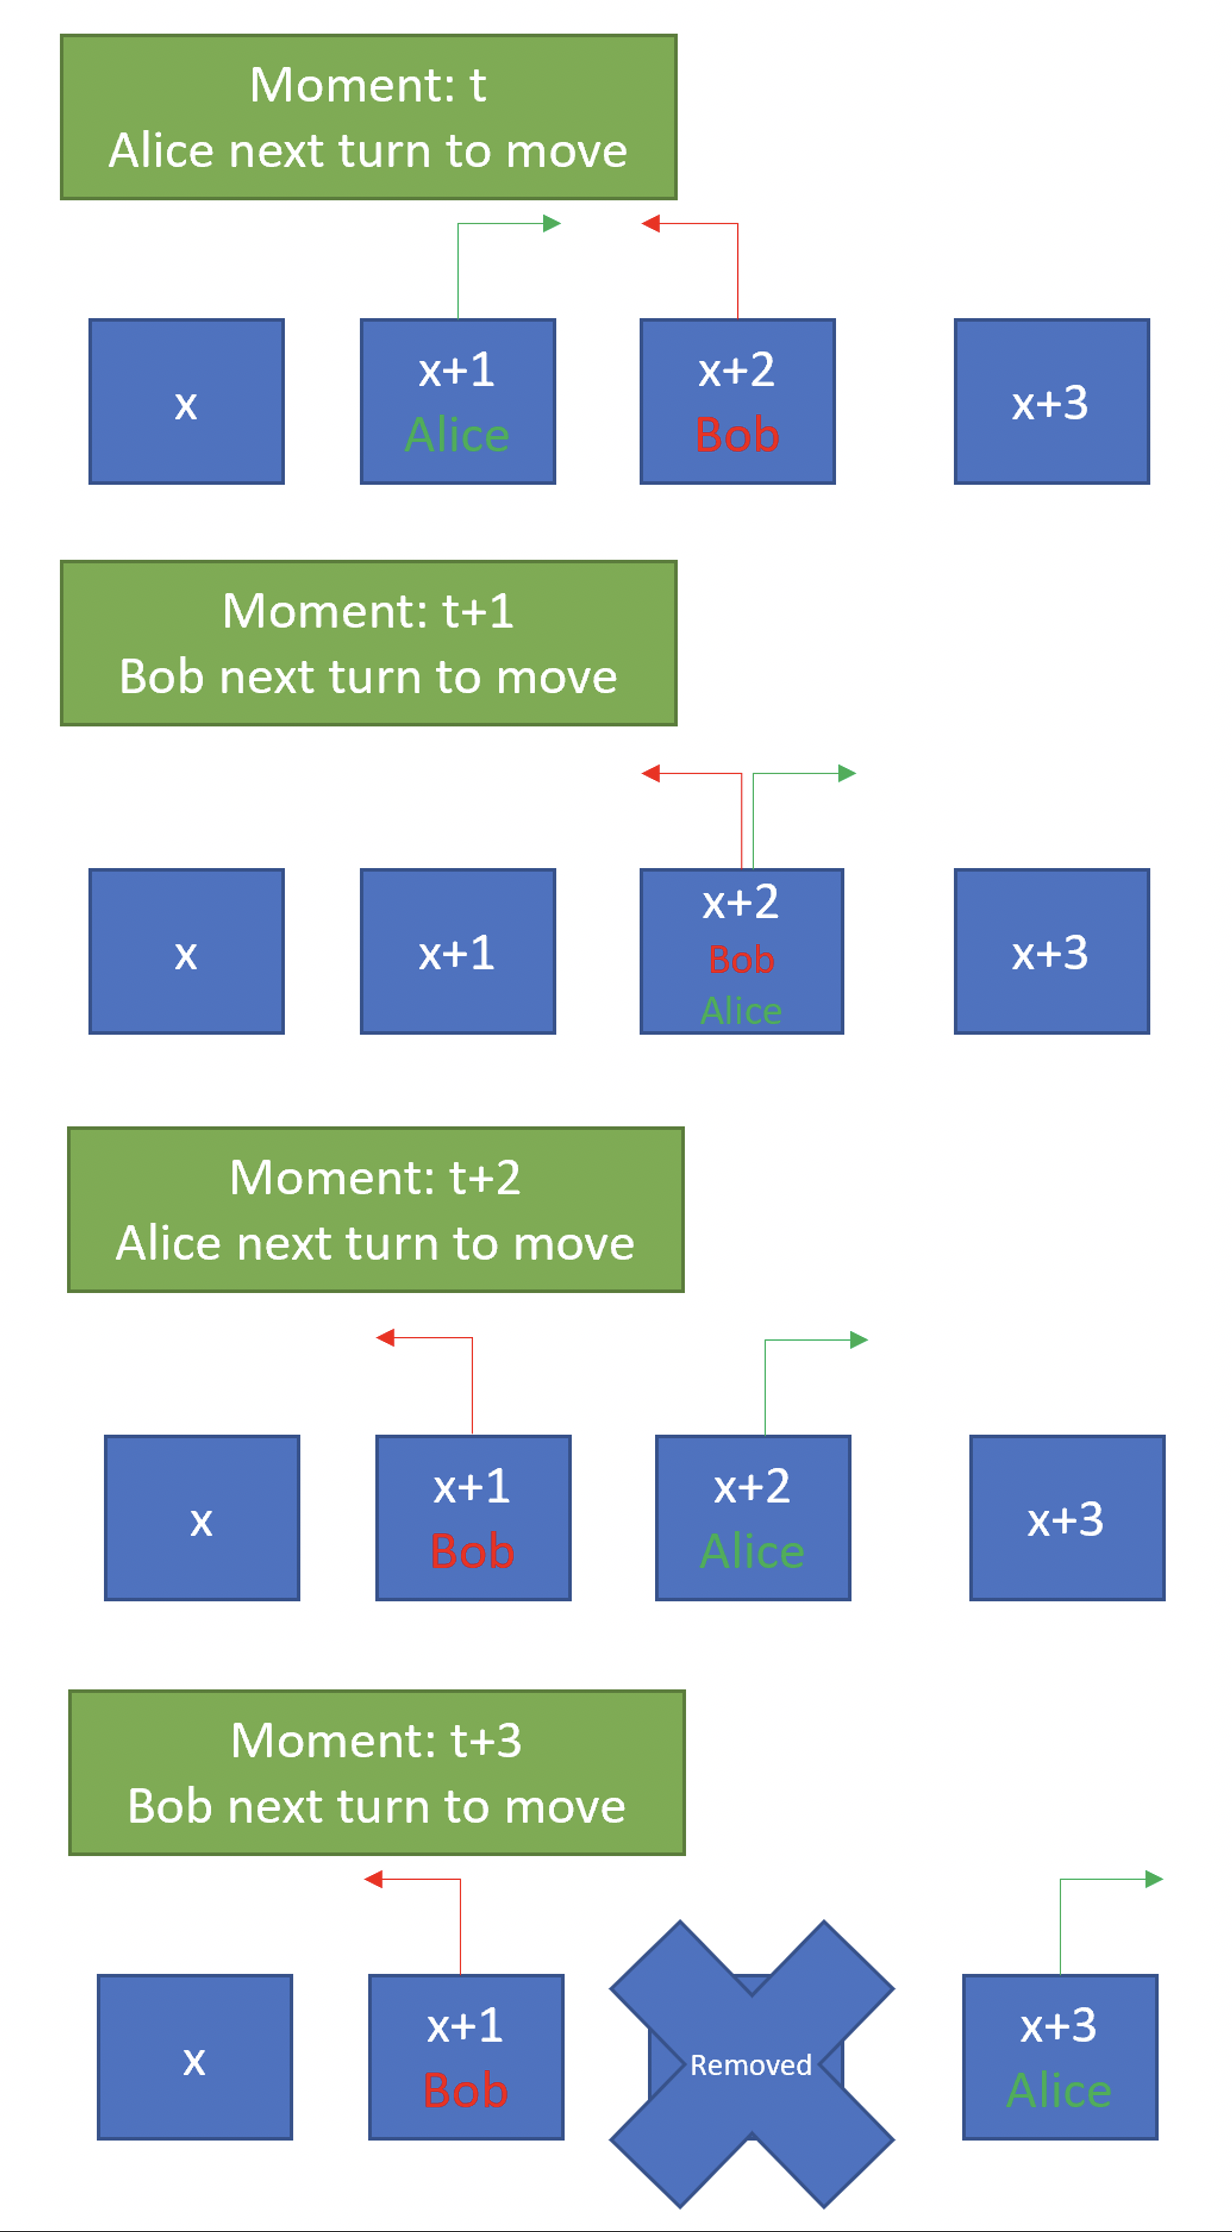 Moment: t
Alice next turn to move
x
x+1
Alice
x+2
Bob
x+3
Moment: t+1
Bob next turn to move
x
x+1
x+2
Bob
Alice
x+3
Moment: t+2
Alice next turn to move
x
x+1
Bob
x+2
Alice
x+3
Moment: t+3
Bob next turn to move
x
x+1
Bob
Removed
x+3
Alice